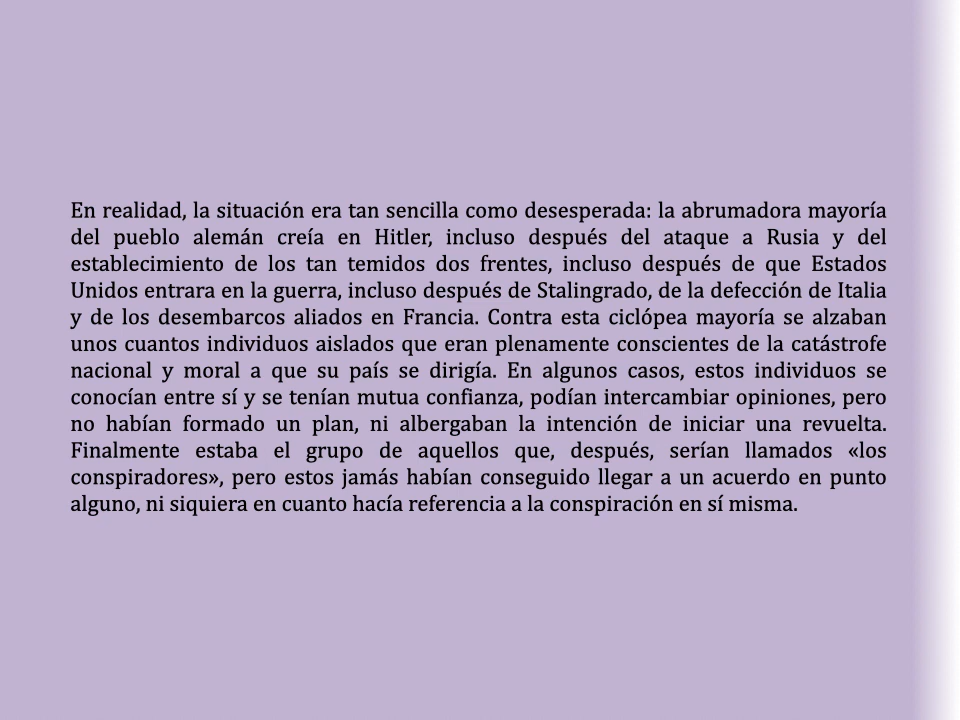 En realidad, la situación era tan sencilla como desesperada: la abrumadora mayoría
del pueblo alemán creía en Hitler, incluso después del ataque a Rusia y del
establecimiento de los tan temidos dos frentes, incluso después de que Estados
Unidos entrara en la guerra, incluso después de Stalingrado, de la defección de Italia
y de los desembarcos aliados en Francia. Contra esta ciclópea mayoría se alzaban
unos cuantos individuos aislados que eran plenamente conscientes de la catástrofe
nacional y moral a que su país se dirigía. En algunos casos, estos individuos se
conocían entre sí y se tenían mutua confianza, podían intercambiar opiniones, pero
no habían formado un plan, ni albergaban la intención de iniciar una revuelta.
Finalmente estaba el grupo de aquellos que, después, serían llamados «los
conspiradores», pero estos jamás habían conseguido llegar a un acuerdo en punto
alguno, ni siquiera en cuanto hacía referencia a la conspiración en sí misma.